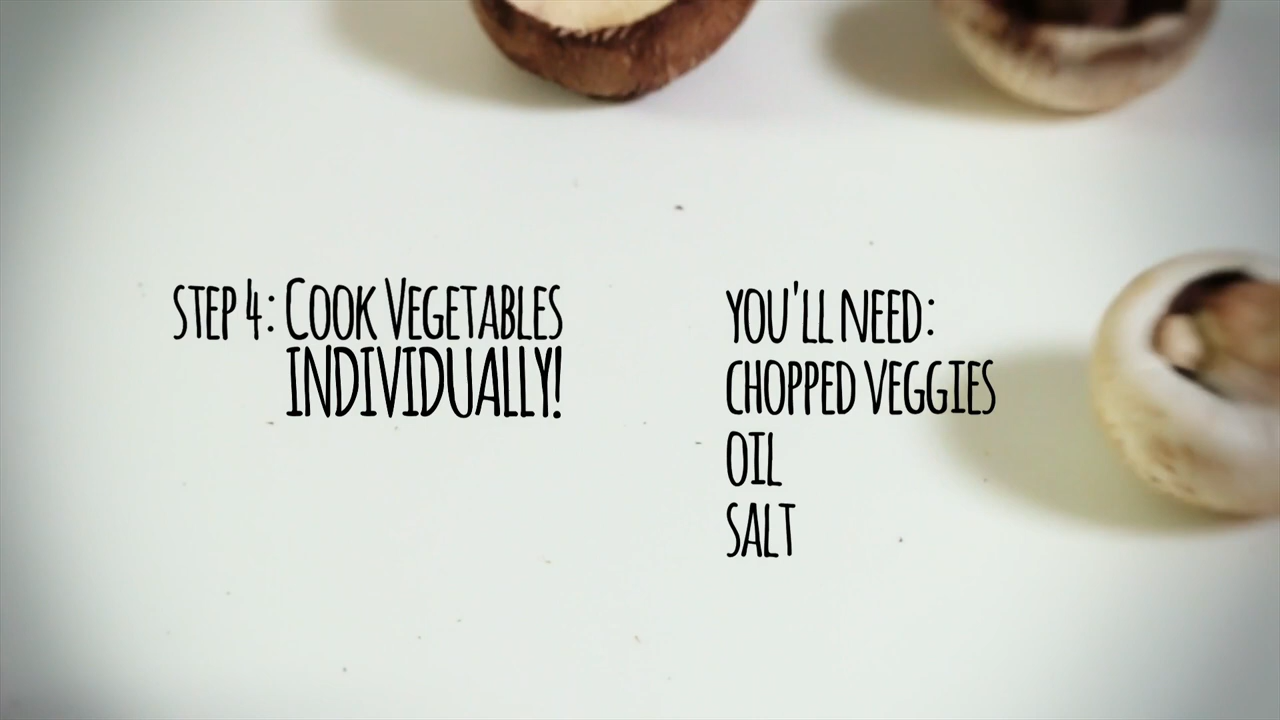 STEP 4: COOK VEGETABLES
INDIVIDUALLY!
YOU'LL NEED:
CHOPPED VEGGIES
OIL
SALT